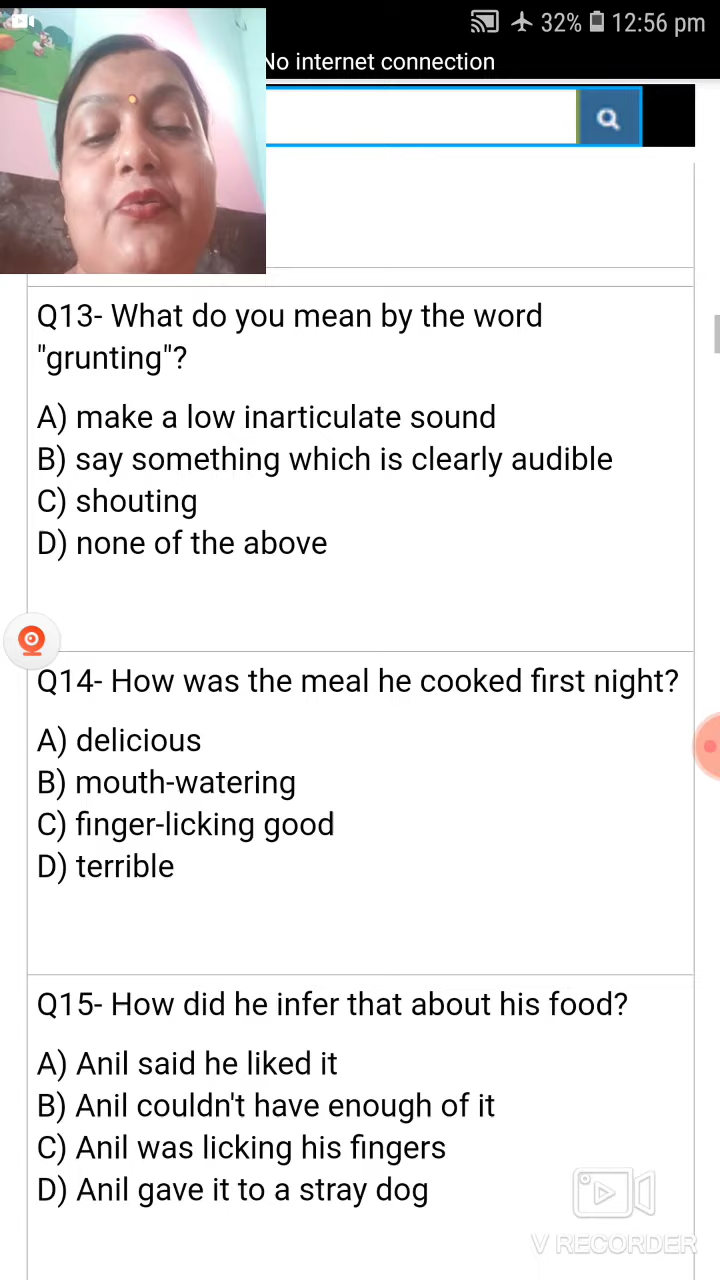 32% 12:56 pm
No internet connection
Q13- What do you mean by the word
"grunting"?
A) make a low inarticulate sound
B) say something which is clearly audible
C) shouting
D) none of the above
Q14- How was the meal he cooked first night?
A) delicious
B) mouth-watering
C) finger-licking good
D) terrible
Q15- How did he infer that about his food?
A) Anil said he liked it
B) Anil couldn't have enough of it
C) Anil was licking his fingers
D) Anil gave it to a stray dog
V RECORDER